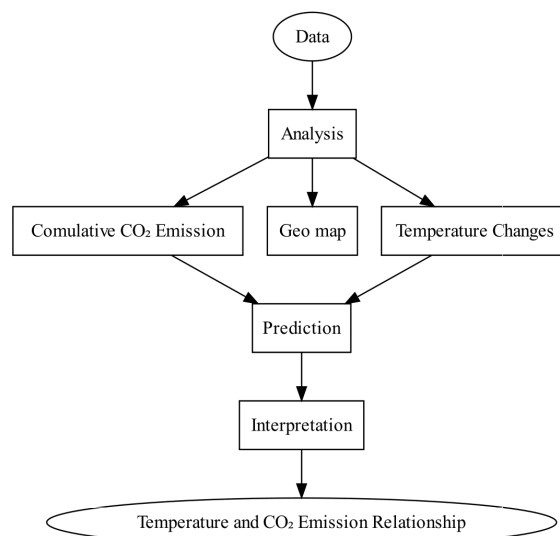 Data
Analysis
Comulative CO₂ Emission
Geo map
Temperature Changes
Prediction
Interpretation
Temperature and CO₂ Emission Relationship